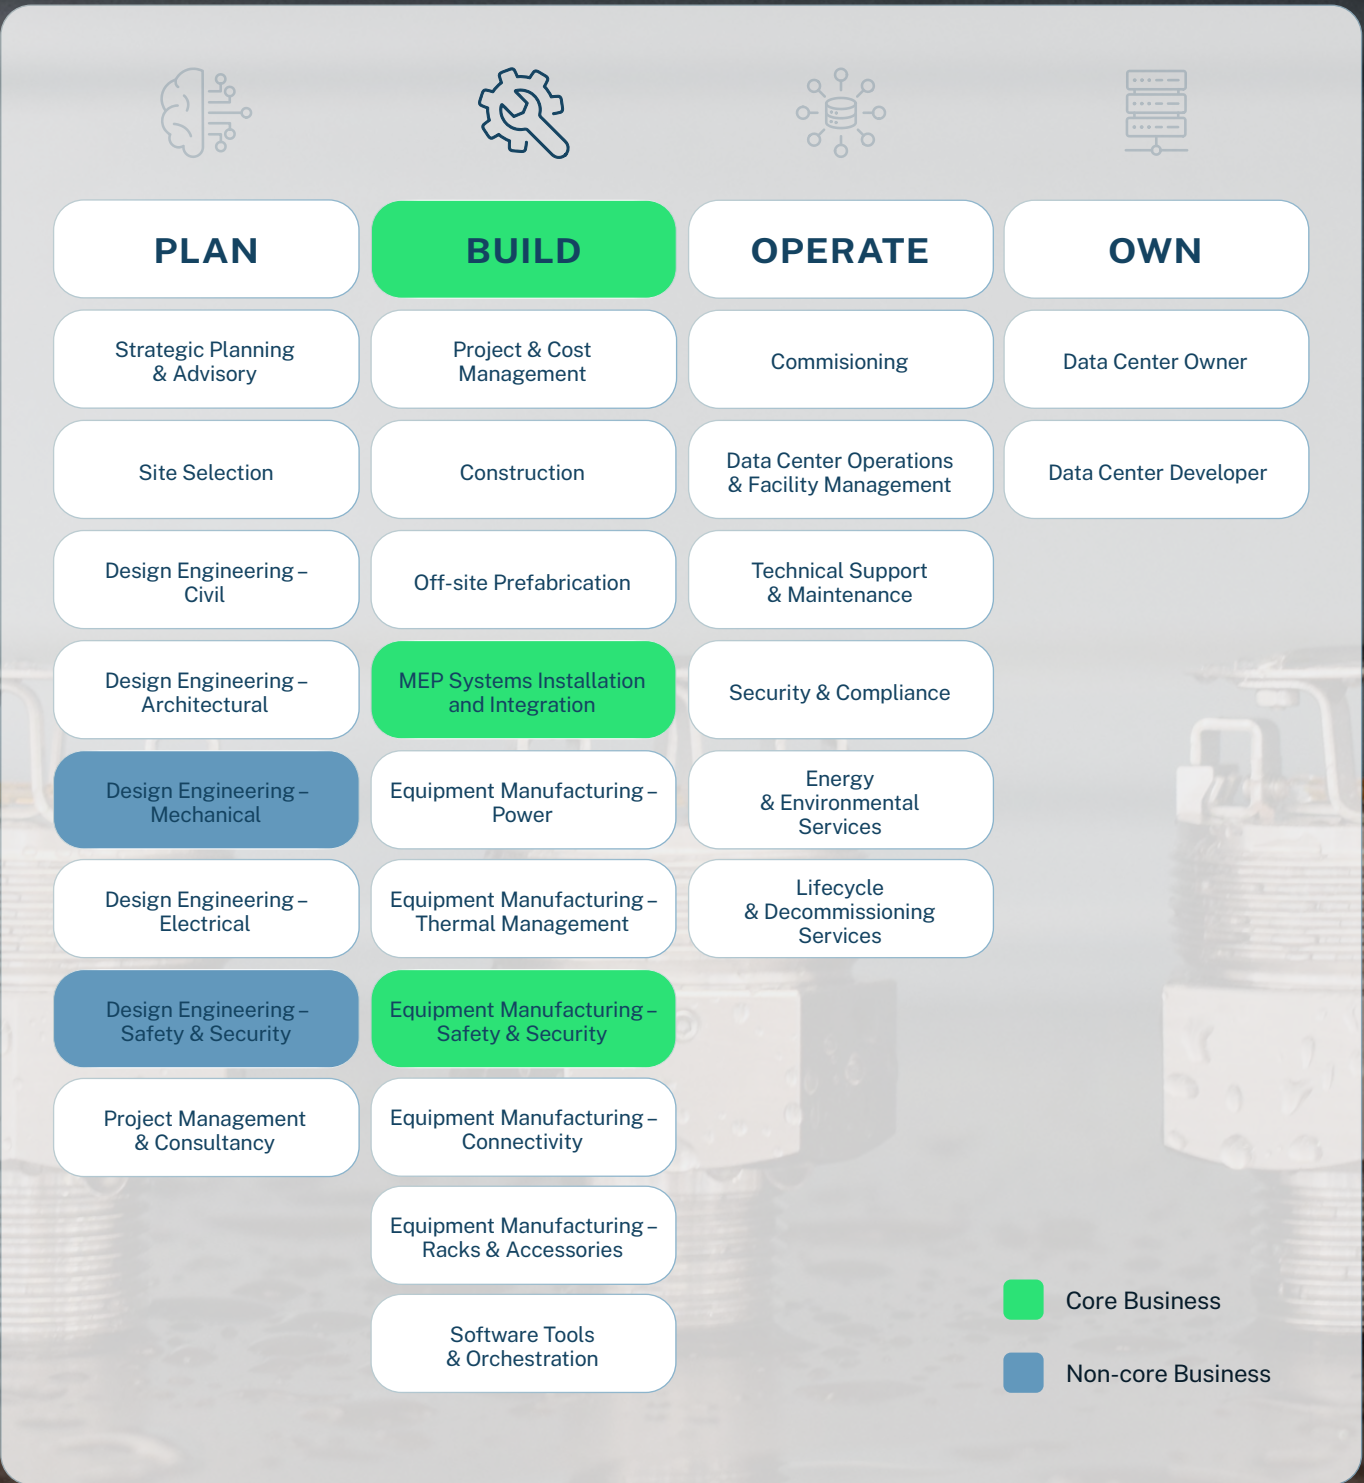 PLAN
Strategic Planning
& Advisory
Site Selection
Design Engineering –
Civil
Design Engineering –
Architectural
Design Engineering –
Mechanical
Design Engineering –
Electrical
Design Engineering –
Safety & Security
Project Management
& Consultancy
BUILD
Project & Cost
Management
Construction
Off-site Prefabrication
MEP Systems Installation
and Integration
Equipment Manufacturing –
Power
Equipment Manufacturing –
Thermal Management
Equipment Manufacturing –
Safety & Security
Equipment Manufacturing –
Connectivity
Equipment Manufacturing –
Racks & Accessories
Software Tools
& Orchestration
OPERATE
Commisioning
Data Center Operations
& Facility Management
Technical Support
& Maintenance
Security & Compliance
Energy
& Environmental
Services
Lifecycle
& Decommissioning
Services
OWN
Data Center Owner
Data Center Developer
Core Business
Non-core Business